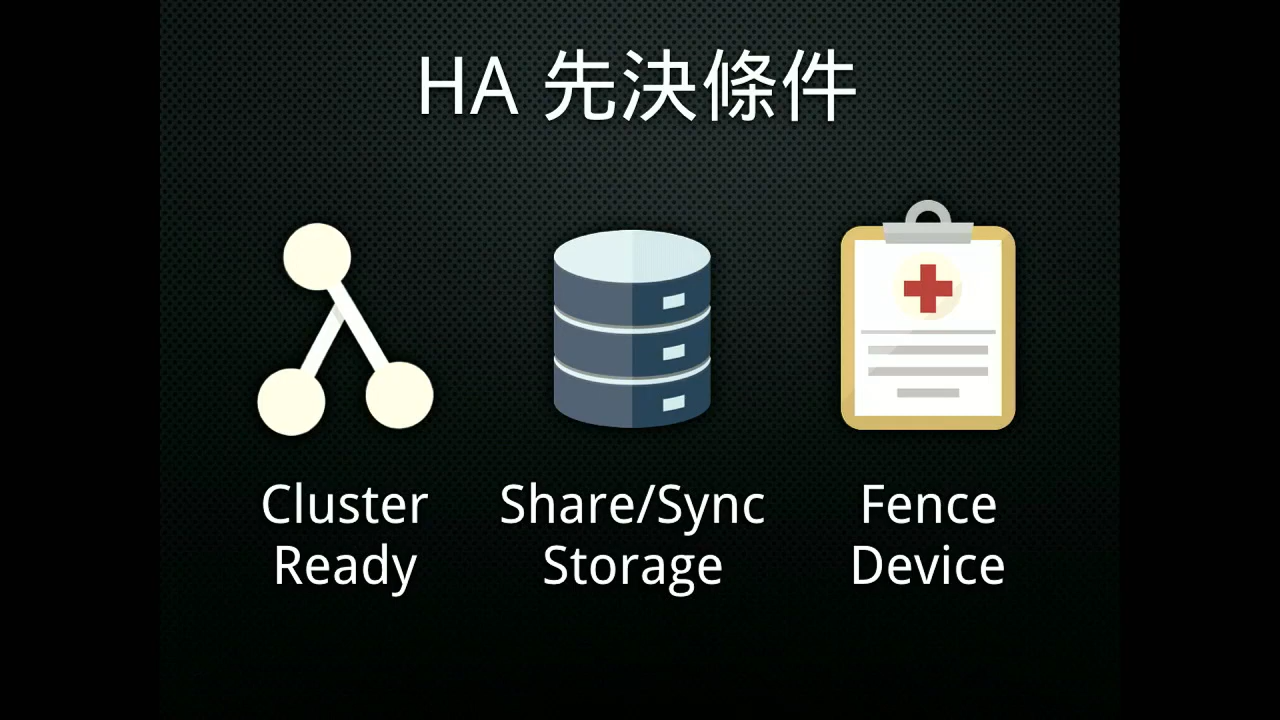 HA 先決條件
Cluster
Ready
Share/Sync
Storage
Fence
Device